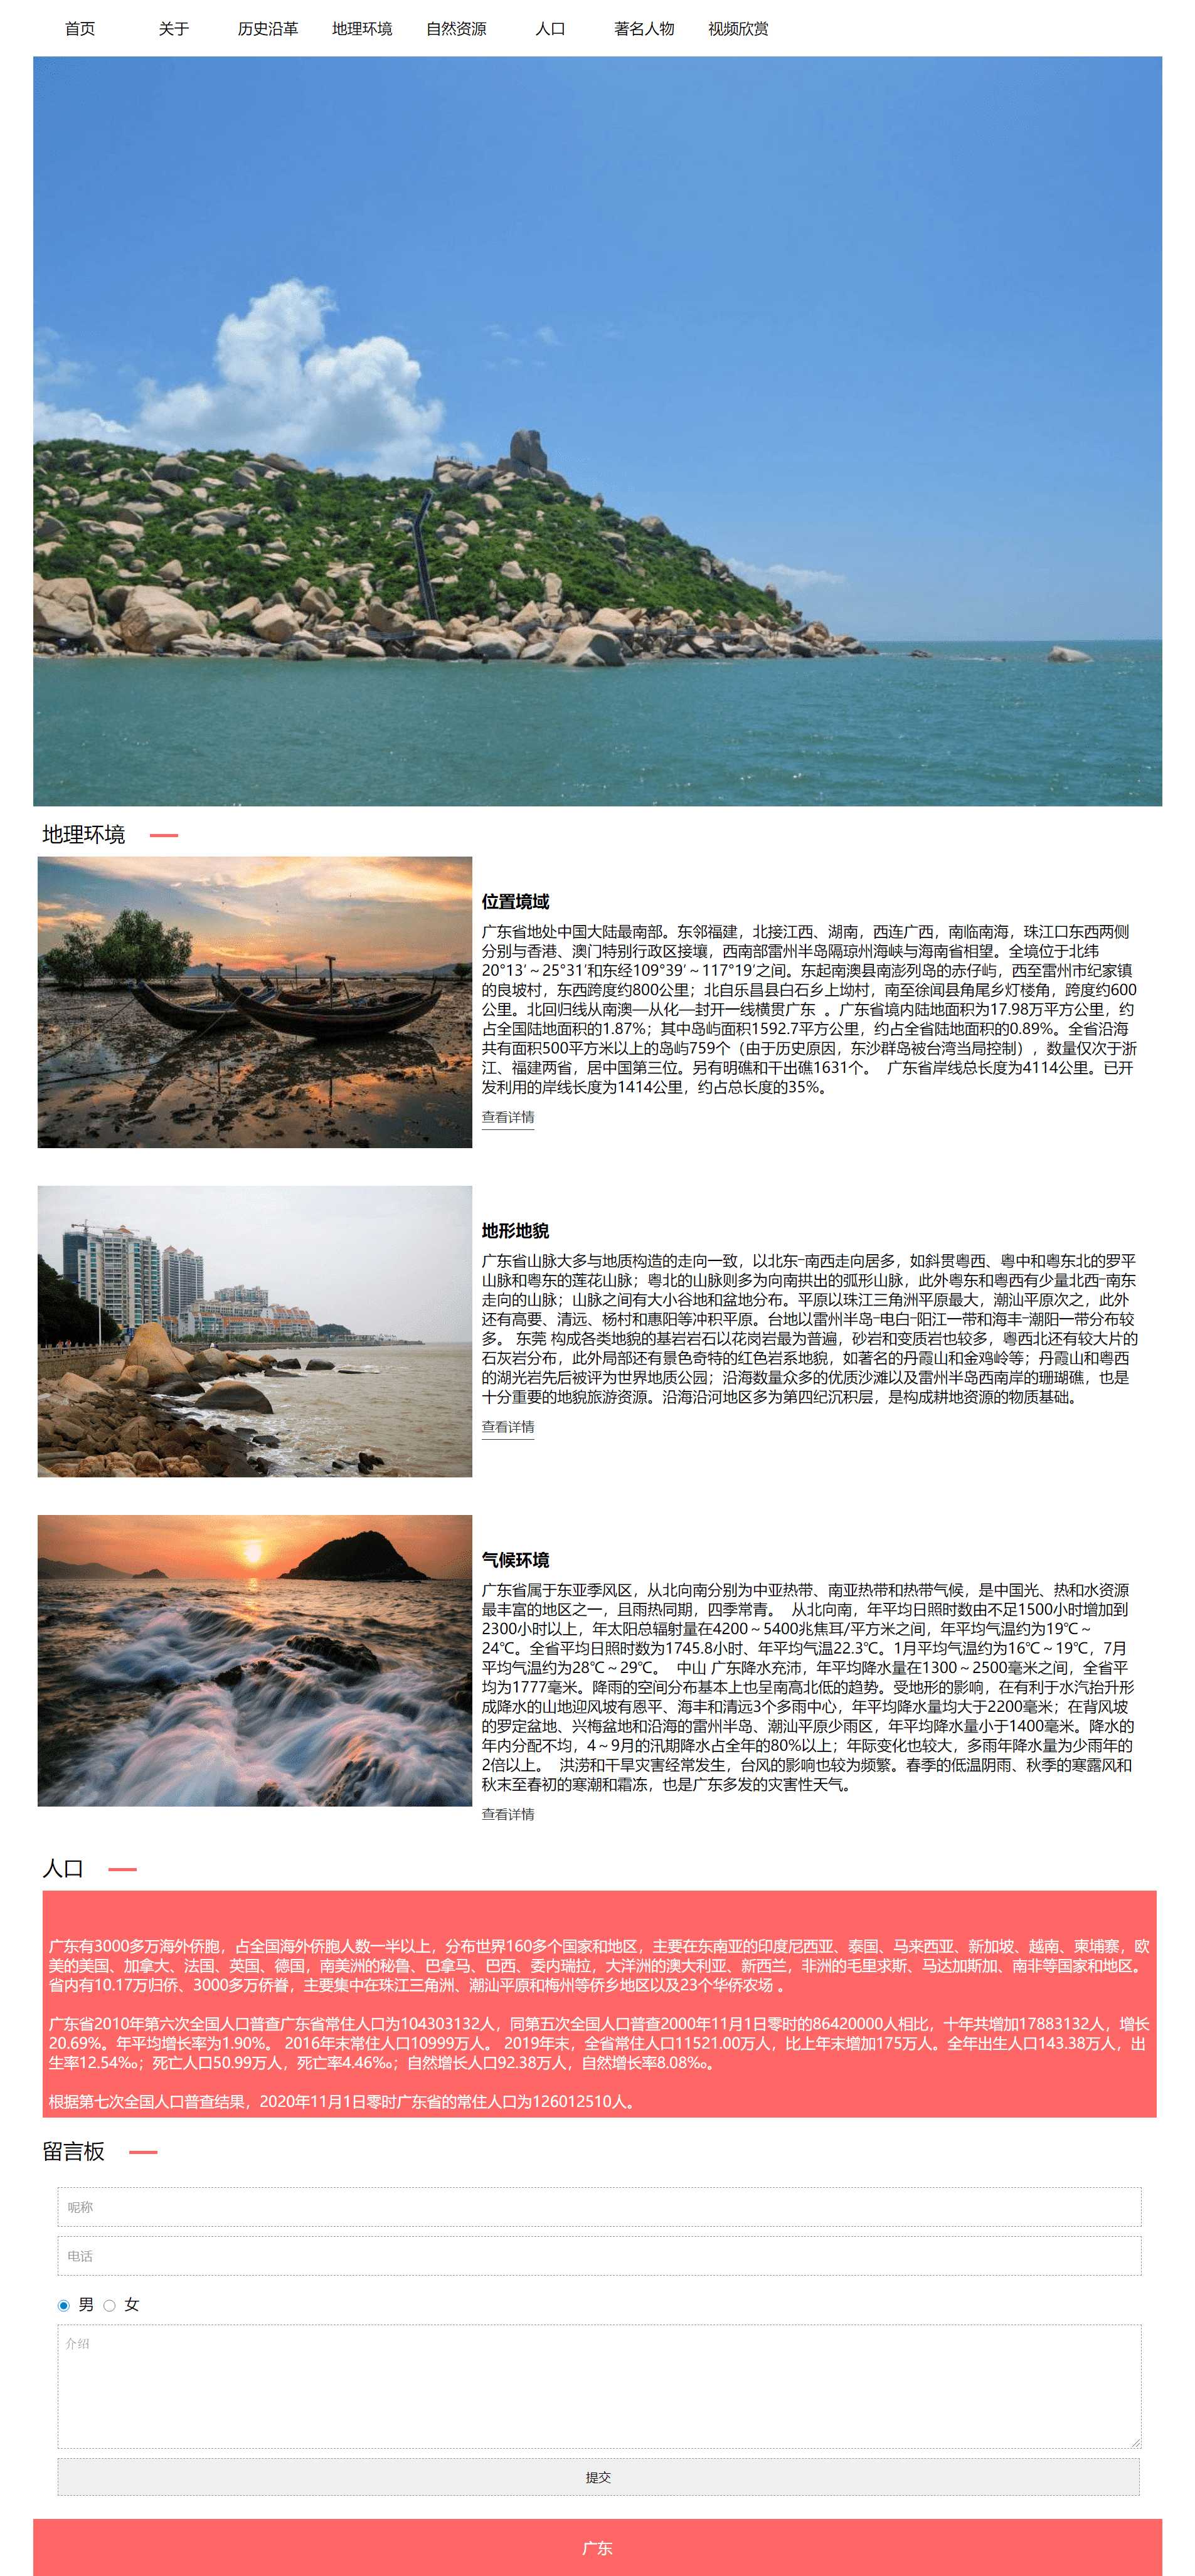 首页 关于 历史沿革 地理环境 自然资源 人口 著名人物 视频欣赏
地理环境
位置境域
广东省地处中国大陆最南部。东邻福建，北接江西、湖南，西连广西，南临南海，珠江口东西两侧
分别与香港、澳门特别行政区接壤，西南部雷州半岛隔琼州海峡与海南省相望。全境位于北纬
20°13′～25°31′和东经109°39′～117°19′之间。东起南澳县南澎列岛的赤仔屿，西至雷州市纪家镇
的良坡村，东西跨度约800公里；北自乐昌县白石乡上坳村，南至徐闻县角尾乡灯楼角，跨度约600
公里。北回归线从南澳—从化—封开一线横贯广东 。广东省境内陆地面积为17.98万平方公里，约
占全国陆地面积的1.87%；其中岛屿面积1592.7平方公里，约占全省陆地面积的0.89%。全省沿海
共有面积500平方米以上的岛屿759个（由于历史原因，东沙群岛被台湾当局控制），数量仅次于浙
江、福建两省，居中国第三位。另有明礁和干出礁1631个。 广东省岸线总长度为4114公里。已开
发利用的岸线长度为1414公里，约占总长度的35%。
查看详情
地形地貌
广东省山脉大多与地质构造的走向一致，以北东–南西走向居多，如斜贯粤西、粤中和粤东北的罗平
山脉和粤东的莲花山脉；粤北的山脉则多为向南拱出的弧形山脉，此外粤东和粤西有少量北西–南东
走向的山脉；山脉之间有大小谷地和盆地分布。平原以珠江三角洲平原最大，潮汕平原次之，此外
还有高要、清远、杨村和惠阳等冲积平原。台地以雷州半岛–电白–阳江一带和海丰–潮阳一带分布较
多。 东莞 构成各类地貌的基岩岩石以花岗岩最为普遍，砂岩和变质岩也较多，粤西北还有较大片的
石灰岩分布，此外局部还有景色奇特的红色岩系地貌，如著名的丹霞山和金鸡岭等；丹霞山和粤西
的湖光岩先后被评为世界地质公园；沿海数量众多的优质沙滩以及雷州半岛西南岸的珊瑚礁，也是
十分重要的地貌旅游资源。沿海沿河地区多为第四纪沉积层，是构成耕地资源的物质基础。
查看详情
气候环境
广东省属于东亚季风区，从北向南分别为中亚热带、南亚热带和热带气候，是中国光、热和水资源
最丰富的地区之一，且雨热同期，四季常青。 从北向南，年平均日照时数由不足1500小时增加到
2300小时以上，年太阳总辐射量在4200～5400兆焦耳/平方米之间，年平均气温约为19℃～
24℃。全省平均日照时数为1745.8小时、年平均气温22.3℃。1月平均气温约为16℃～19℃，7月
平均气温约为28℃～29℃。 中山 广东降水充沛，年平均降水量在1300～2500毫米之间，全省平
均为1777毫米。降雨的空间分布基本上也呈南高北低的趋势。受地形的影响，在有利于水汽抬升形
成降水的山地迎风坡有恩平、海丰和清远3个多雨中心，年平均降水量均大于2200毫米；在背风坡
的罗定盆地、兴梅盆地和沿海的雷州半岛、潮汕平原少雨区，年平均降水量小于1400毫米。降水的
年内分配不均，4～9月的汛期降水占全年的80%以上；年际变化也较大，多雨年降水量为少雨年的
2倍以上。 洪涝和干旱灾害经常发生，台风的影响也较为频繁。春季的低温阴雨、秋季的寒露风和
秋末至春初的寒潮和霜冻，也是广东多发的灾害性天气。
查看详情
人口
广东有3000多万海外侨胞，占全国海外侨胞人数一半以上，分布世界160多个国家和地区，主要在东南亚的印度尼西亚、泰国、马来西亚、新加坡、越南、柬埔寨，欧
美的美国、加拿大、法国、英国、德国，南美洲的秘鲁、巴拿马、巴西、委内瑞拉，大洋洲的澳大利亚、新西兰，非洲的毛里求斯、马达加斯加、南非等国家和地区。
省内有10.17万归侨、3000多万侨眷，主要集中在珠江三角洲、潮汕平原和梅州等侨乡地区以及23个华侨农场 。
广东省2010年第六次全国人口普查广东省常住人口为104303132人，同第五次全国人口普查2000年11月1日零时的86420000人相比，十年共增加17883132人，增长
20.69%。年平均增长率为1.90%。 2016年末常住人口10999万人。 2019年末，全省常住人口11521.00万人，比上年末增加175万人。全年出生人口143.38万人，出
生率12.54‰；死亡人口50.99万人，死亡率4.46‰；自然增长人口92.38万人，自然增长率8.08‰。
根据第七次全国人口普查结果，2020年11月1日零时广东省的常住人口为126012510人。
留言板
呢称
电话
男 女
介绍
提交
广东